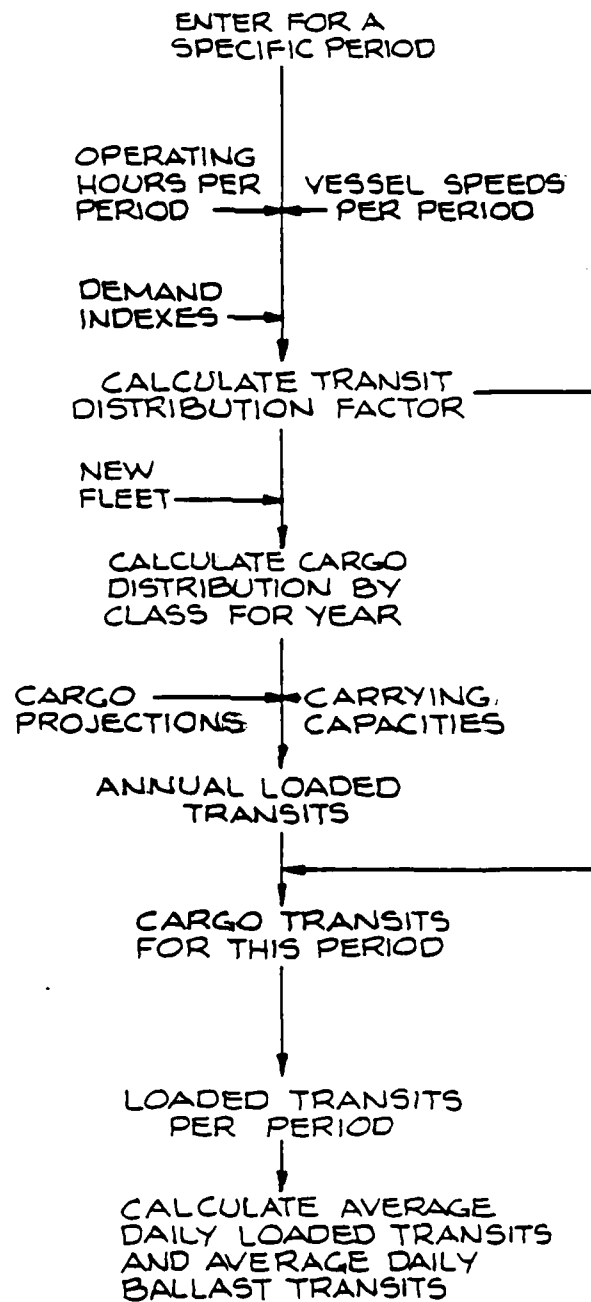 ENTER FOR A
SPECIFIC PERIOD
OPERATING
HOURS PER
PERIOD
VESSEL SPEEDS
PER PERIOD
DEMAND
INDEXES
CALCULATE TRANSIT
DISTRIBUTION FACTOR
NEW
FLEET
CALCULATE CARGO
DISTRIBUTION BY
CLASS FOR YEAR
CARGO
PROJECTIONS
CARRYING
CAPACITIES
ANNUAL LOADED
TRANSITS
CARGO TRANSITS
FOR THIS PERIOD
LOADED TRANSITS
PER PERIOD
CALCULATE AVERAGE
DAILY LOADED TRANSITS
AND AVERAGE DAILY
BALLAST TRANSITS